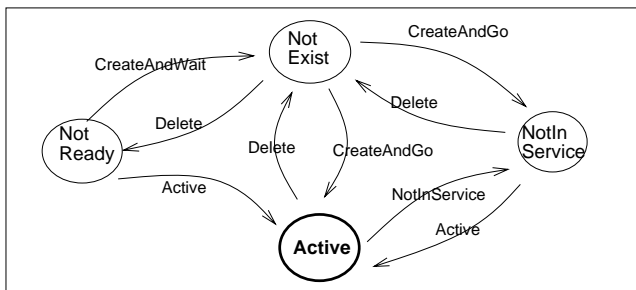 Not
Exist
CreateAndGo
CreateAndWait
Delete
Not
Ready
Delete
Delete
CreateAndGo
NotIn
Service
Active
NotInService
Active
Active